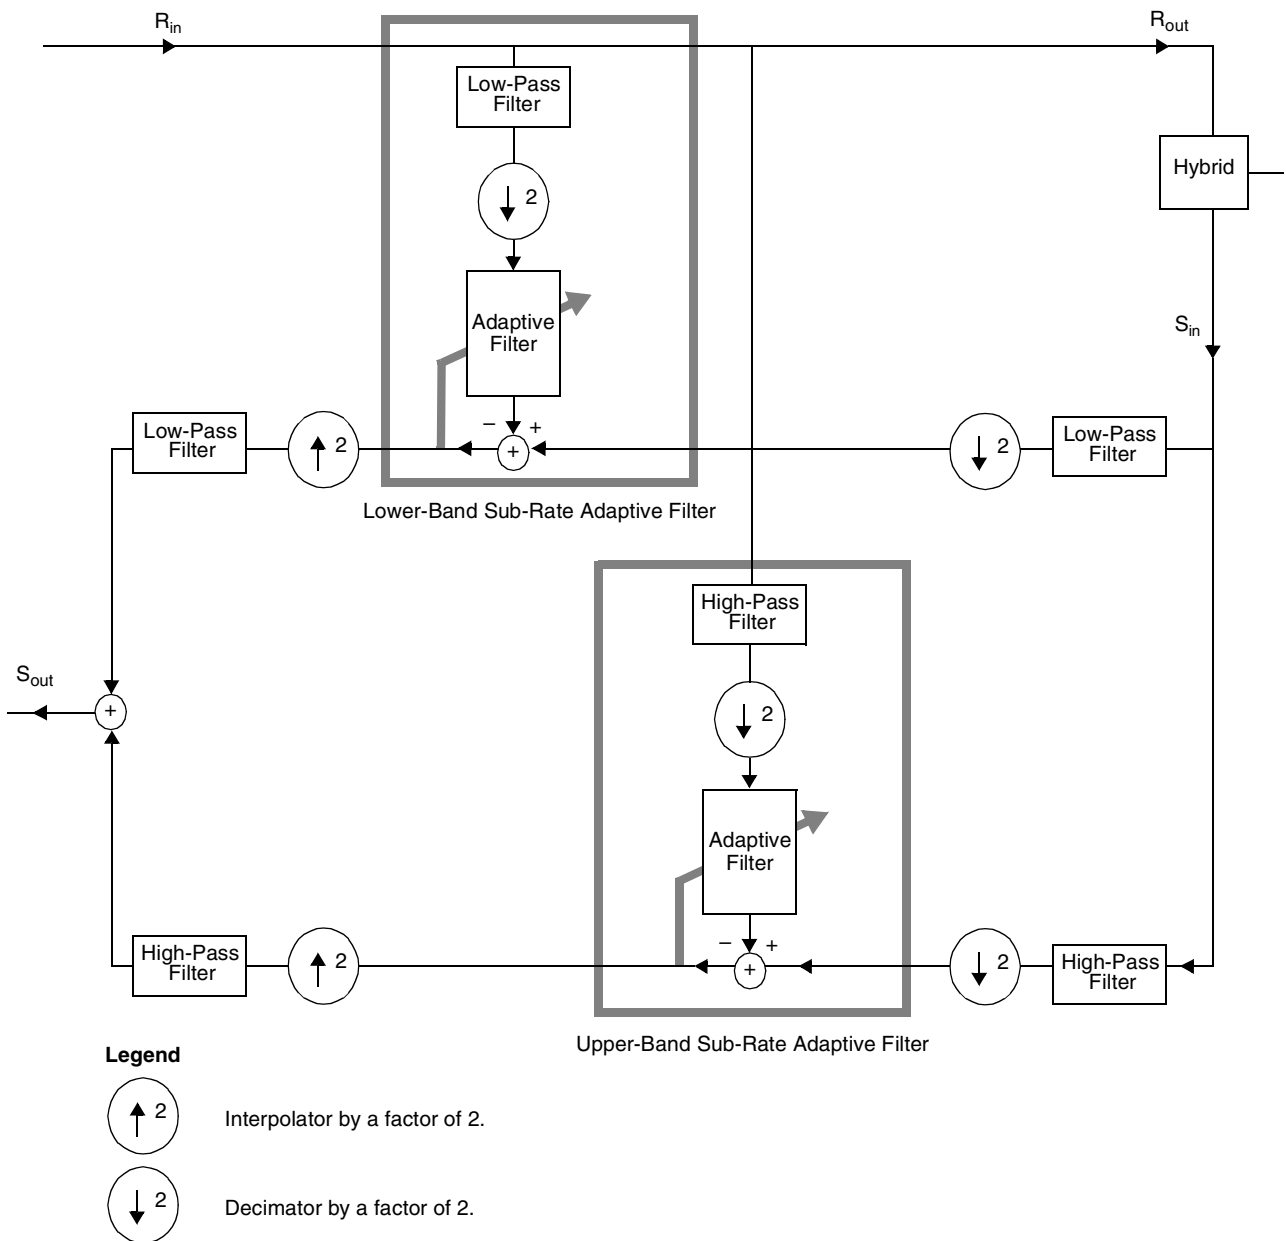 R_in
R_out
Low-Pass
Filter
2
Hybrid
Adaptive
Filter
S_in
– +
+
Low-Pass
Filter
2
2
Low-Pass
Filter
Lower-Band Sub-Rate Adaptive Filter
High-Pass
Filter
2
S_out
+
Adaptive
Filter
– +
+
High-Pass
Filter
2
2
High-Pass
Filter
Upper-Band Sub-Rate Adaptive Filter
Legend
2
Interpolator by a factor of 2.
2
Decimator by a factor of 2.